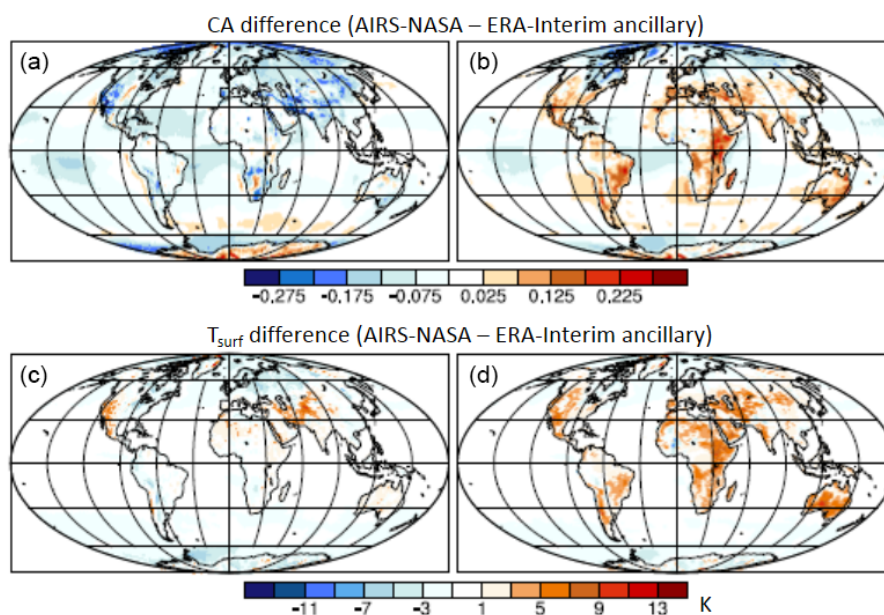 CA difference (AIRS-NASA – ERA-Interim ancillary)
(a) (b)
-0.275 -0.175 -0.075 0.025 0.125 0.225
Tsurf difference (AIRS-NASA – ERA-Interim ancillary)
(c) (d)
-11 -7 -3 1 5 9 13 K